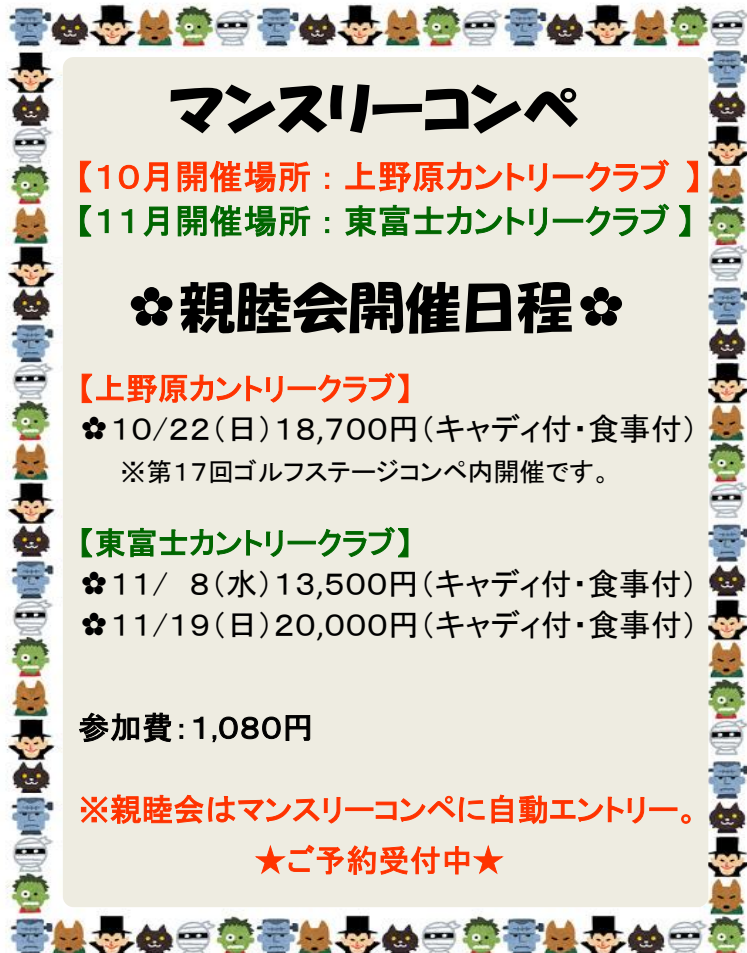 マンスリーコンペ
【１０月開催場所：上野原カントリークラブ 】
【１１月開催場所：東富士カントリークラブ 】
✿親睦会開催日程✿
【上野原カントリークラブ】
✿１０／２２（日）１８，７００円（キャディ付・食事付）
※第１７回ゴルフステージコンペ内開催です。
【東富士カントリークラブ】
✿１１／　８（水）１３，５００円（キャディ付・食事付）
✿１１／１９（日）２０，０００円（キャディ付・食事付）
参加費：１，０８０円
※親睦会はマンスリーコンペに自動エントリー。
★ご予約受付中★